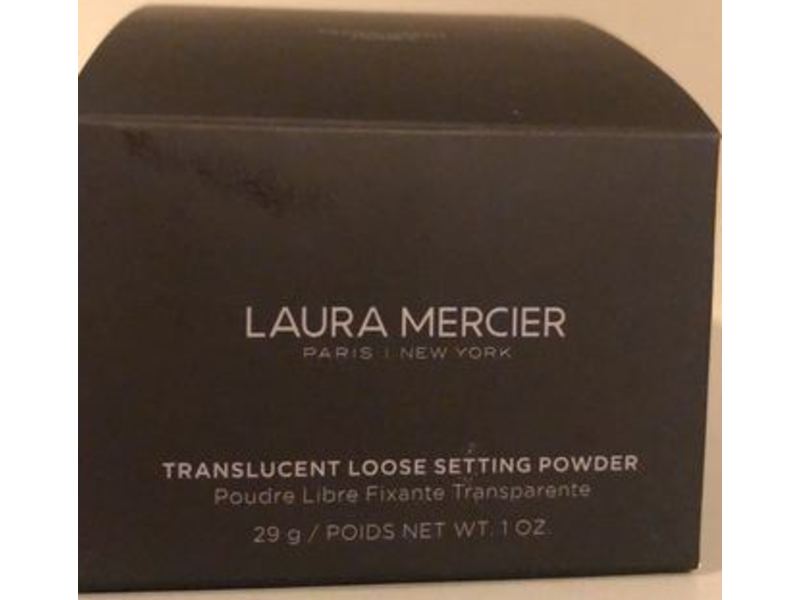 LAURA MERCIER
PARIS | NEW YORK
TRANSLUCENT LOOSE SETTING POWDER
Poudre Libre Fixante Transparente
29 g / POIDS NET WT. 1 OZ.